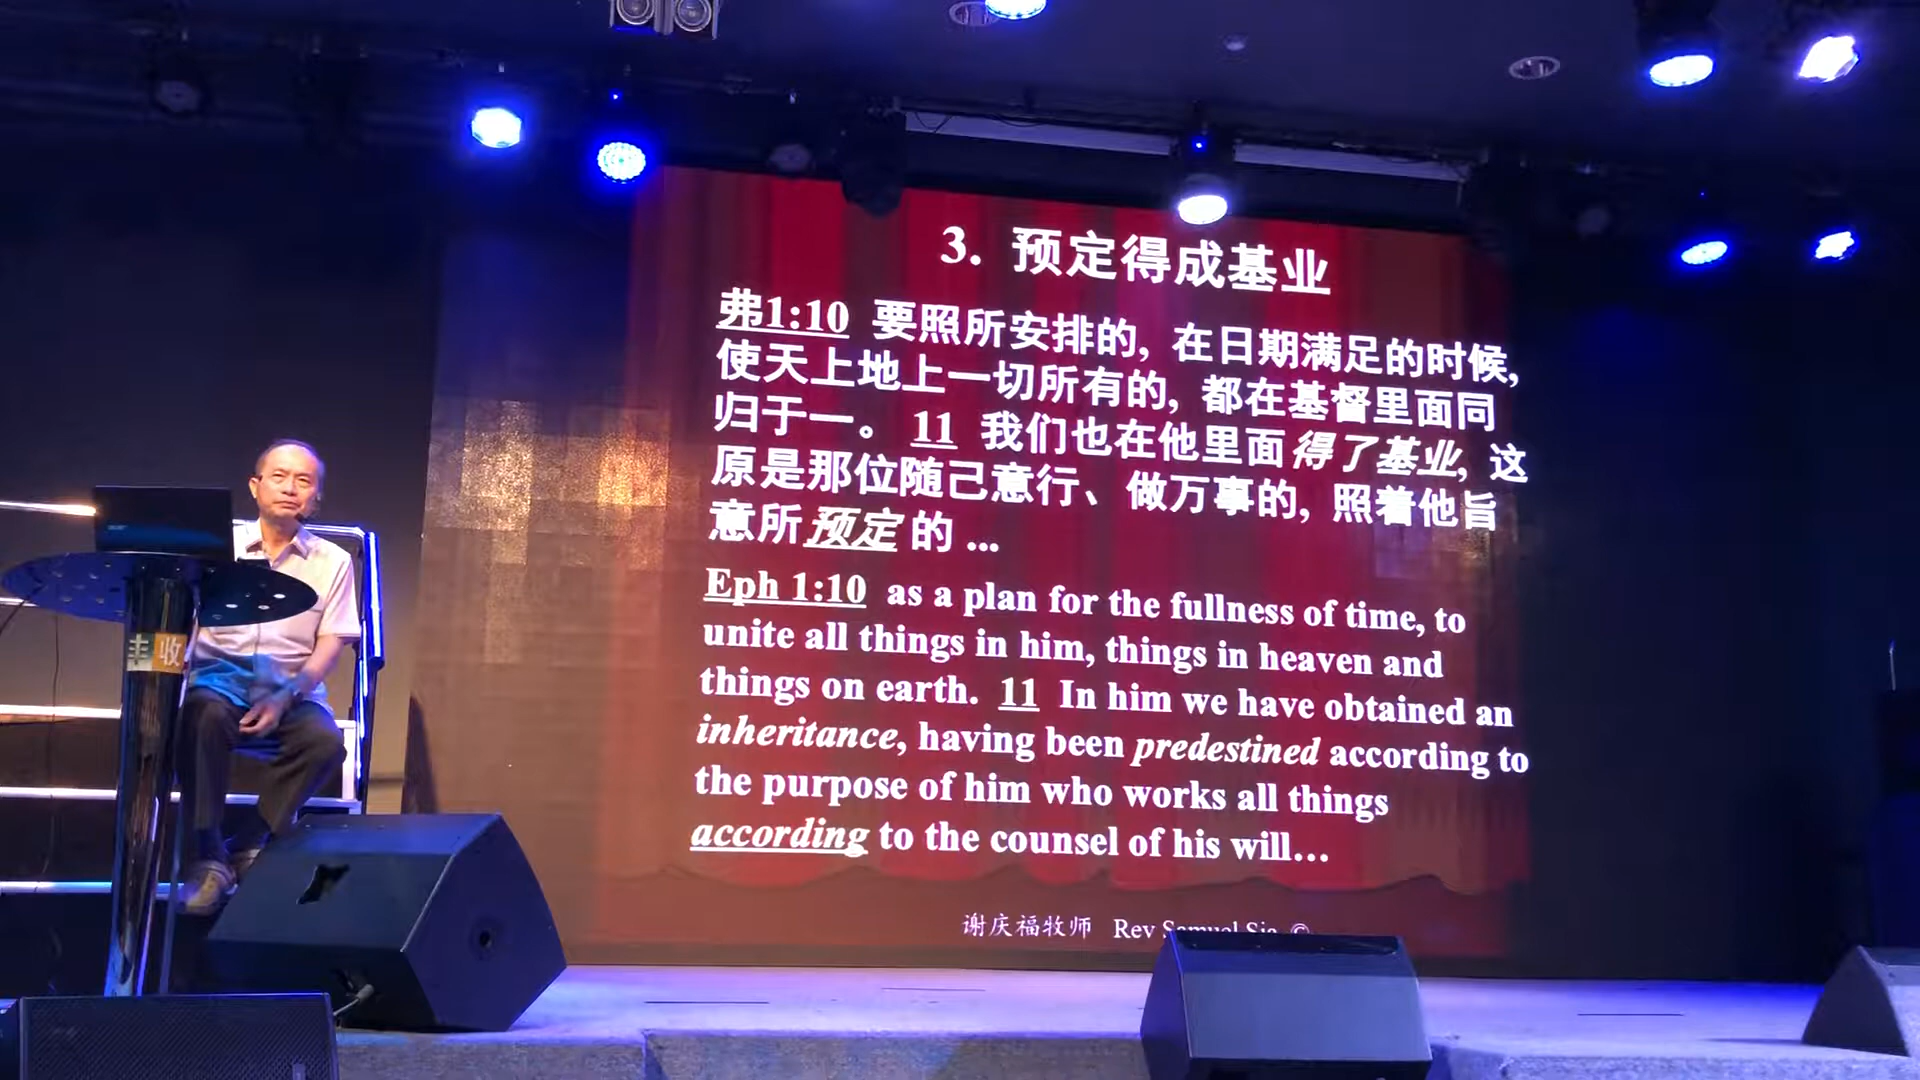 3. 预定得成基业
弗1:10 要照所安排的, 在日期满足的时候,
使天上地上一切所有的, 都在基督里面同
归于一。 11 我们也在他里面得了基业, 这
原是那位随己意行、做万事的, 照着他旨
意所预定的 ...
Eph 1:10 as a plan for the fullness of time, to
unite all things in him, things in heaven and
things on earth. 11 In him we have obtained an
inheritance, having been predestined according to
the purpose of him who works all things
according to the counsel of his will...
谢庆福牧师 Rev Samuel Sia ©
丰收